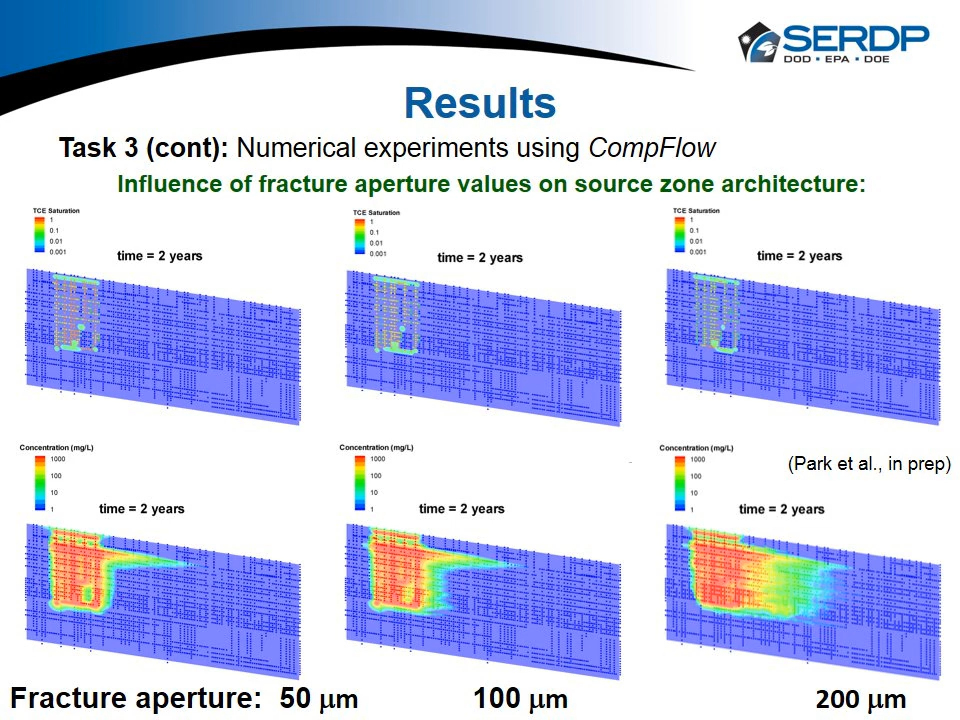 SERDP
DOD • EPA • DOE
Results
Task 3 (cont): Numerical experiments using CompFlow
Influence of fracture aperture values on source zone architecture:
TCE Saturation
1
0.1
0.01
0.001
time = 2 years
TCE Saturation
1
0.1
0.01
0.001
time = 2 years
TCE Saturation
1
0.1
0.01
0.001
time = 2 years
Concentration (mg/L)
1000
100
10
1
time = 2 years
Concentration (mg/L)
1000
100
10
1
time = 2 years
Concentration (mg/L)
1000
100
10
1
time = 2 years
(Park et al., in prep)
Fracture aperture: 50 μm 100 μm 200 μm